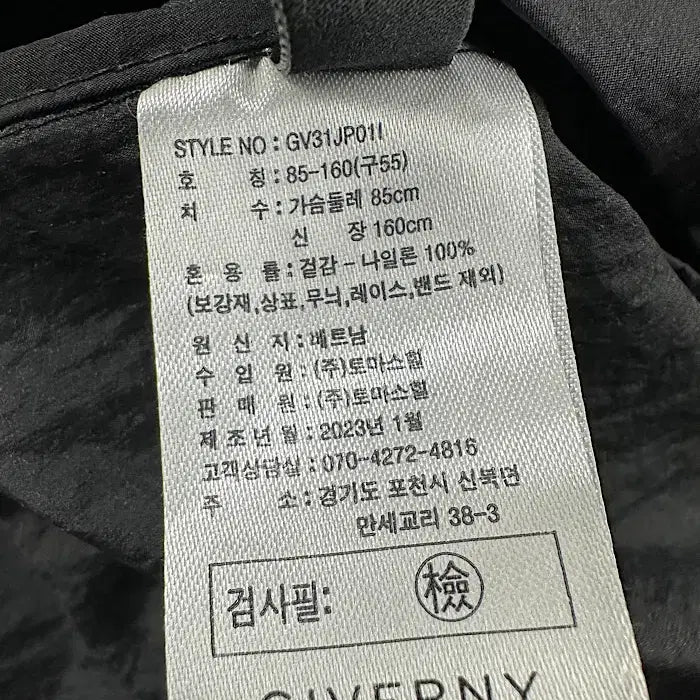 STYLE NO : GV31JP01I
호 칭 : 85-160(구55)
치 수 : 가슴둘레 85cm
신 장 160cm
혼 용 률 : 겉감 – 나일론 100%
(보강재,상표,무늬,레이스,밴드 제외)
원 신 지 : 베트남
수 입 원 : (주)토마스힐
판 매 원 : (주)토마스힐
제 조 년 월 : 2023년 1월
고객상담실 : 070-4272-4816
주 소 : 경기도 포천시 신북면
만세교리 38-3
검사필: 檢
GIVERNY